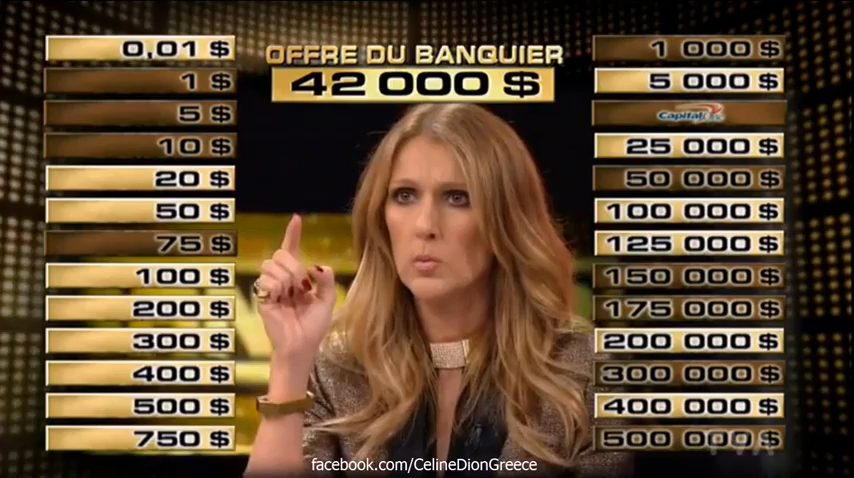 0,01 $
1 $
5 $
10 $
20 $
50 $
75 $
100 $
200 $
300 $
400 $
500 $
750 $
OFFRE DU BANQUIER
42 000 $
1 000 $
5 000 $
Capital One
25 000 $
50 000 $
100 000 $
125 000 $
150 000 $
175 000 $
200 000 $
300 000 $
400 000 $
500 000 $
facebook.com/CelineDionGreece